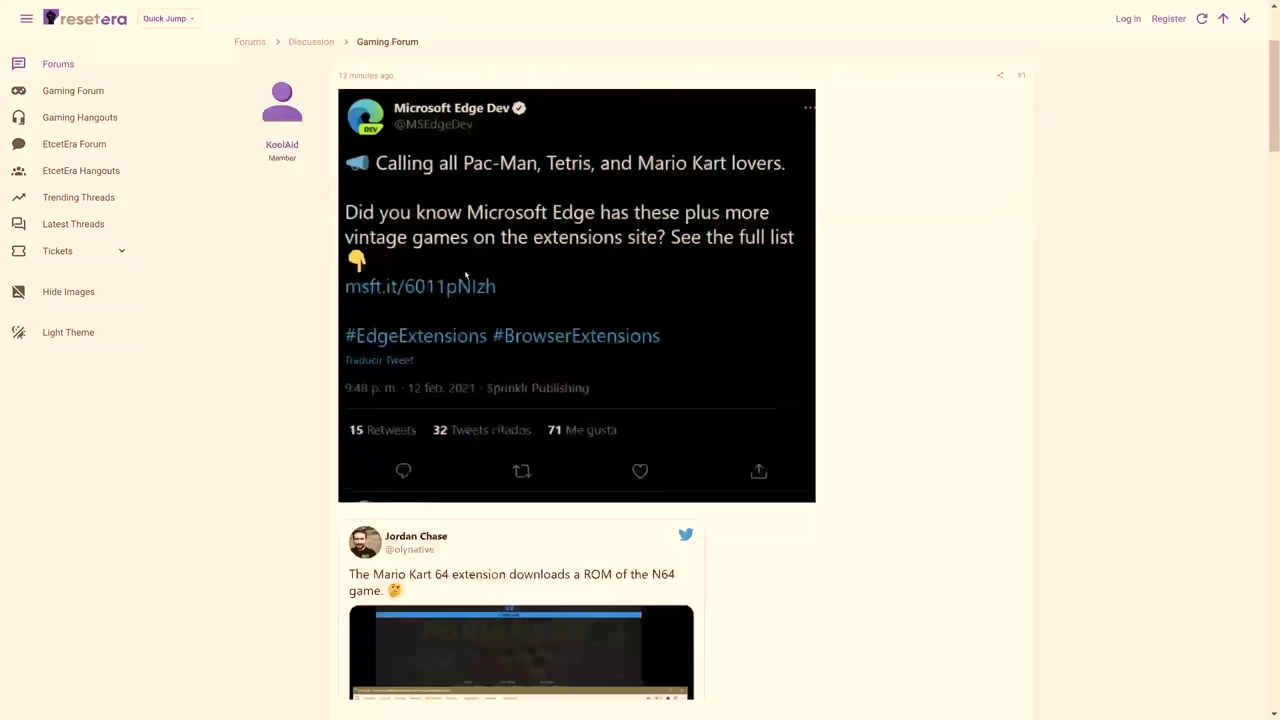 resetera
Quick Jump
Log in
Register
Forums
Discussion
Gaming Forum
Forums
Gaming Forum
Gaming Hangouts
EtcetEra Forum
EtcetEra Hangouts
Trending Threads
Latest Threads
Tickets
Hide Images
Light Theme
KoolAid
Member
12 minutes ago
#1
Microsoft Edge Dev
@MSEdgeDev
DEV
Calling all Pac-Man, Tetris, and Mario Kart lovers.
Did you know Microsoft Edge has these plus more
vintage games on the extensions site? See the full list
msft.it/6011pNIzh
#EdgeExtensions #BrowserExtensions
Traducir Tweet
9:48 p. m. · 12 feb. 2021 · Sprinklr Publishing
15 Retweets 32 Tweets citados 71 Me gusta
Jordan Chase
@olynative
The Mario Kart 64 extension downloads a ROM of the N64
game.